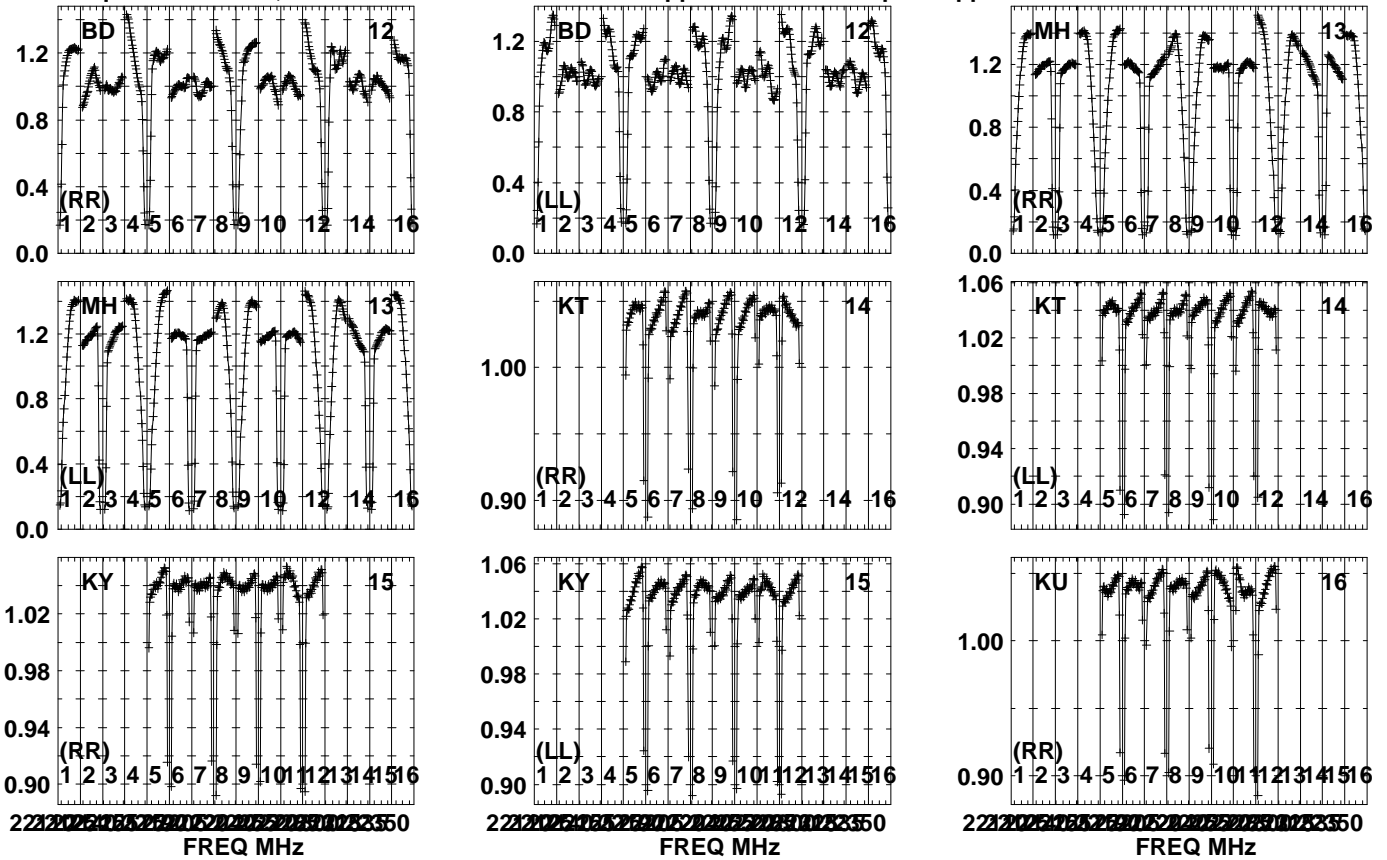 BD 12
1.2
0.8
0.4
(RR)
1 2 3 4 5 6 7 8 9 10 12 14 16
0.0
BD 12
1.2
0.8
0.4
(LL)
1 2 3 4 5 6 7 8 9 10 12 14 16
0.0
MH 13
1.2
0.8
0.4
(RR)
1 2 3 4 5 6 7 8 9 10 12 14 16
0.0
MH 13
1.2
0.8
0.4
(LL)
1 2 3 4 5 6 7 8 9 10 12 14 16
0.0
KT 14
1.00
(RR)
0.90
1 2 3 4 5 6 7 8 9 10 12 14 16
1.06
KT 14
1.02
0.98
0.94
(LL)
0.90
1 2 3 4 5 6 7 8 9 10 12 14 16
KY 15
1.02
0.98
0.94
(RR)
0.90
1 2 3 4 5 6 7 8 9 10 11 12 13 14 15 16
FREQ MHz
1.06
KY 15
1.02
0.98
0.94
(LL)
0.90
1 2 3 4 5 6 7 8 9 10 11 12 13 14 15 16
FREQ MHz
KU 16
1.00
(RR)
0.90
1 2 3 4 5 6 7 8 9 10 11 12 13 14 15 16
FREQ MHz